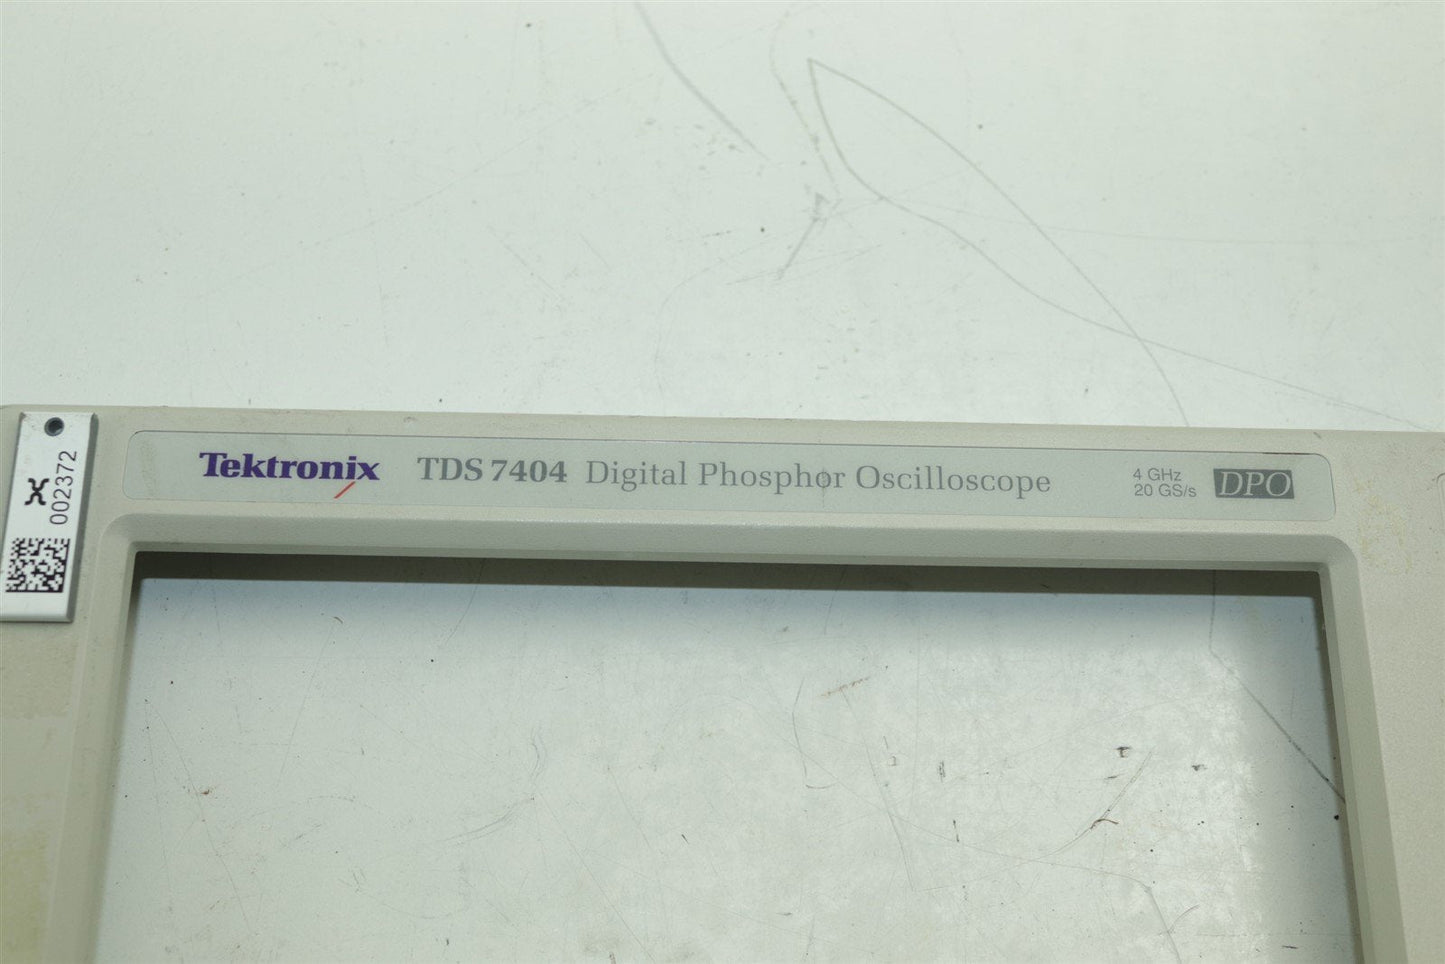 Tektronix TDS 7404 Digital Phosphor Oscilloscope
4 GHz
20 GS/s
DPO
X
002372